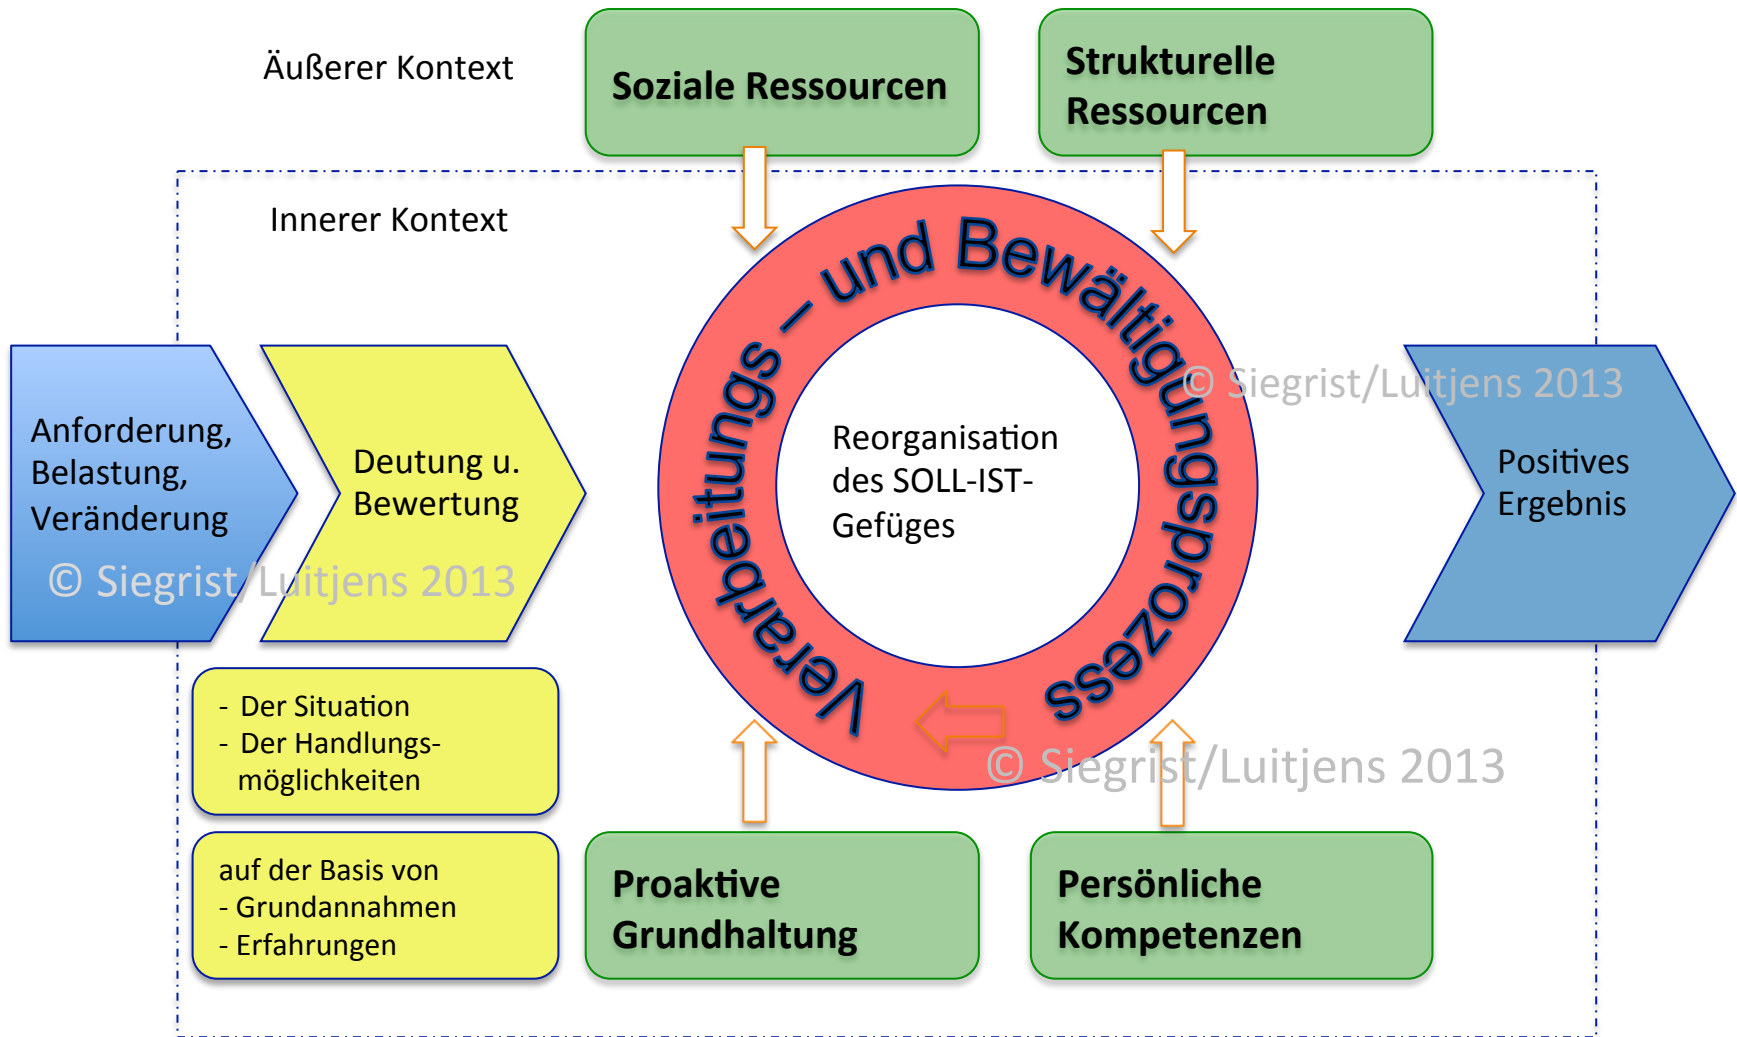 Äußerer Kontext
Soziale Ressourcen
Strukturelle
Ressourcen
Innerer Kontext
Anforderung,
Belastung,
Veränderung
Deutung u.
Bewertung
Verarbeitungs – und Bewältigungsprozess
Reorganisation
des SOLL-IST-
Gefüges
© Siegrist/Luitjens 2013
Positives
Ergebnis
© Siegrist/Luitjens 2013
- Der Situation
- Der Handlungs-
möglichkeiten
© Siegrist/Luitjens 2013
auf der Basis von
- Grundannahmen
- Erfahrungen
Proaktive
Grundhaltung
Persönliche
Kompetenzen